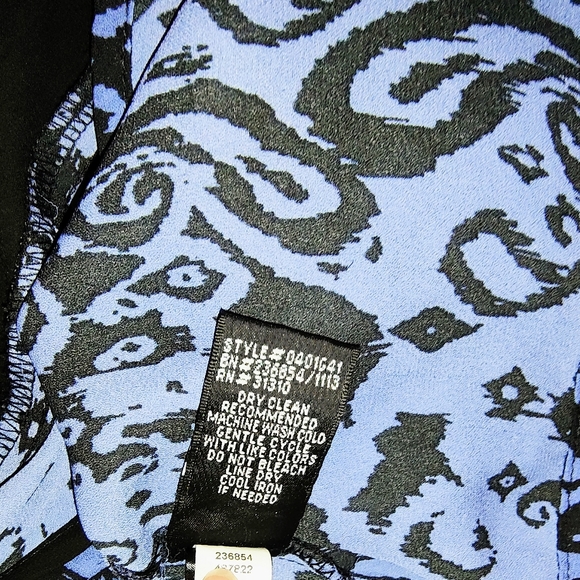 STYLE# 0401641
BN# 236854/1113
RN# 31310
DRY CLEAN
RECOMMENDED
MACHINE WASH COLD
GENTLE CYCLE
WITH LIKE COLORS
DO NOT BLEACH
LINE DRY
COOL IRON
IF NEEDED
236854